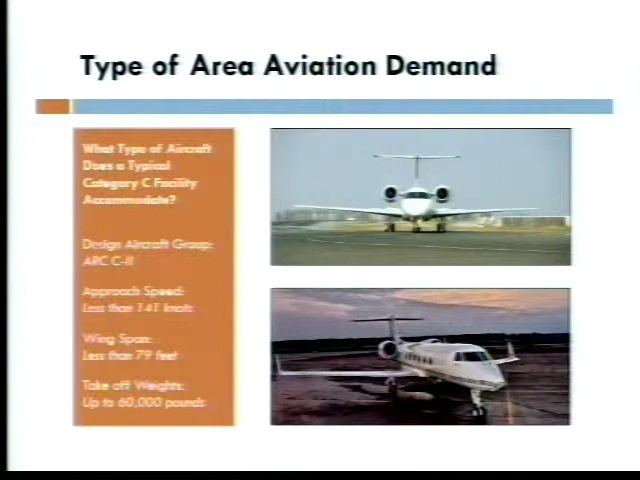 Type of Area Aviation Demand
What Type of Aircraft
Does a Typical
Category C Facility
Accommodate?
Design Aircraft Group:
ARC C-II
Approach Speed:
Less than 141 knots
Wing Span:
Less than 79 feet
Take off Weights:
Up to 60,000 pounds